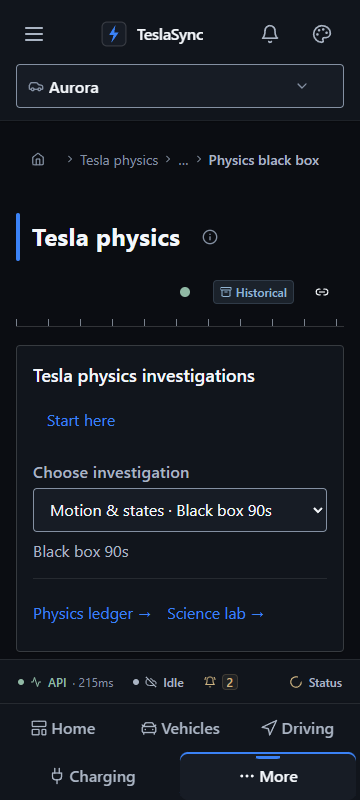 TeslaSync
Aurora
Tesla physics
...
Physics black box
Tesla physics
Historical
Tesla physics investigations
Start here
Choose investigation
Motion & states · Black box 90s
Black box 90s
Physics ledger →
Science lab →
API · 215ms
Idle
2
Status
Home
Vehicles
Driving
Charging
More